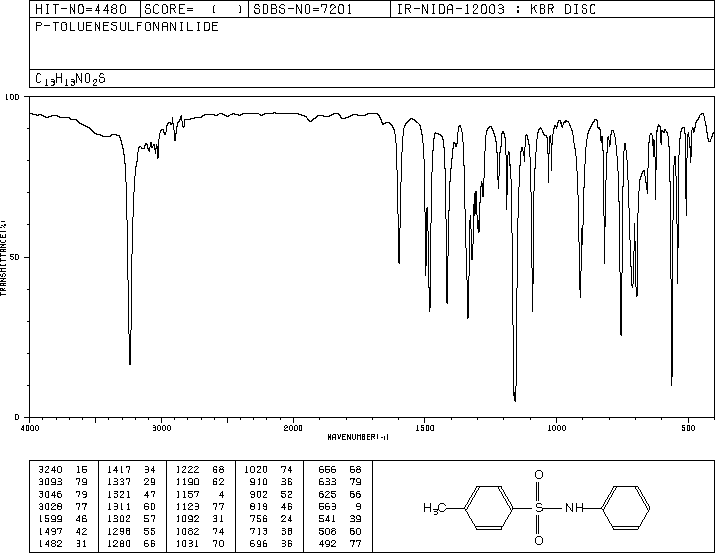 HIT-NO=4480 SCORE= ( ) SDBS-NO=7201 IR-NIDA-12003 : KBR DISC
P-TOLUENESULFONANILIDE
C13H13NO2S
100
50
0
TRANSMITTANCE(%)
4000 3000 2000 1500 1000 500
WAVENUMBER(-1)
3240 16 1417 34 1222 68 1020 74 666 68
3093 79 1337 29 1190 62 910 36 633 79
3046 79 1321 47 1157 4 902 52 625 66
3028 77 1311 60 1123 77 819 46 563 9
1599 46 1302 57 1092 31 756 24 541 39
1497 42 1298 55 1082 74 713 38 508 60
1482 31 1280 66 1031 70 696 36 492 77
O
H3C S NH
O